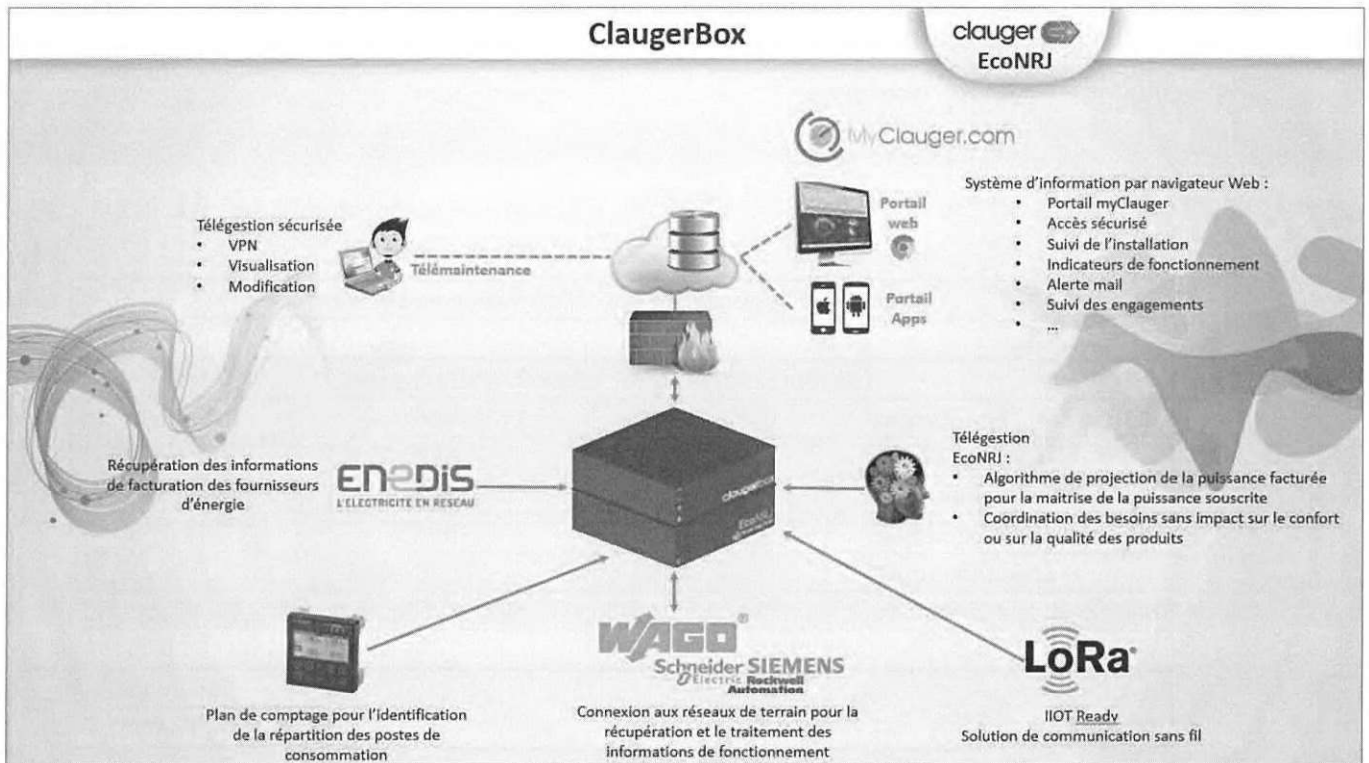 ClaugerBox
clauger
EcoNRJ
MyClauger.com
Télégestion sécurisée
• VPN
• Visualisation
• Modification
Télémaintenance
Portail
web
Portail
Apps
Système d'information par navigateur Web :
• Portail myClauger
• Accès sécurisé
• Suivi de l'installation
• Indicateurs de fonctionnement
• Alerte mail
• Suivi des engagements
• ...
Récupération des informations
de facturation des fournisseurs
d'énergie
ENEDIS
L'ELECTRICITE EN RESEAU
claugerbox
Télégestion
EcoNRJ :
• Algorithme de projection de la puissance facturée
pour la maitrise de la puissance souscrite
• Coordination des besoins sans impact sur le confort
ou sur la qualité des produits
Plan de comptage pour l'identification
de la répartition des postes de
consommation
WAGO®
Schneider SIEMENS
Electric Rockwell
Automation
Connexion aux réseaux de terrain pour la
récupération et le traitement des
informations de fonctionnement
LoRa®
IIOT Ready
Solution de communication sans fil